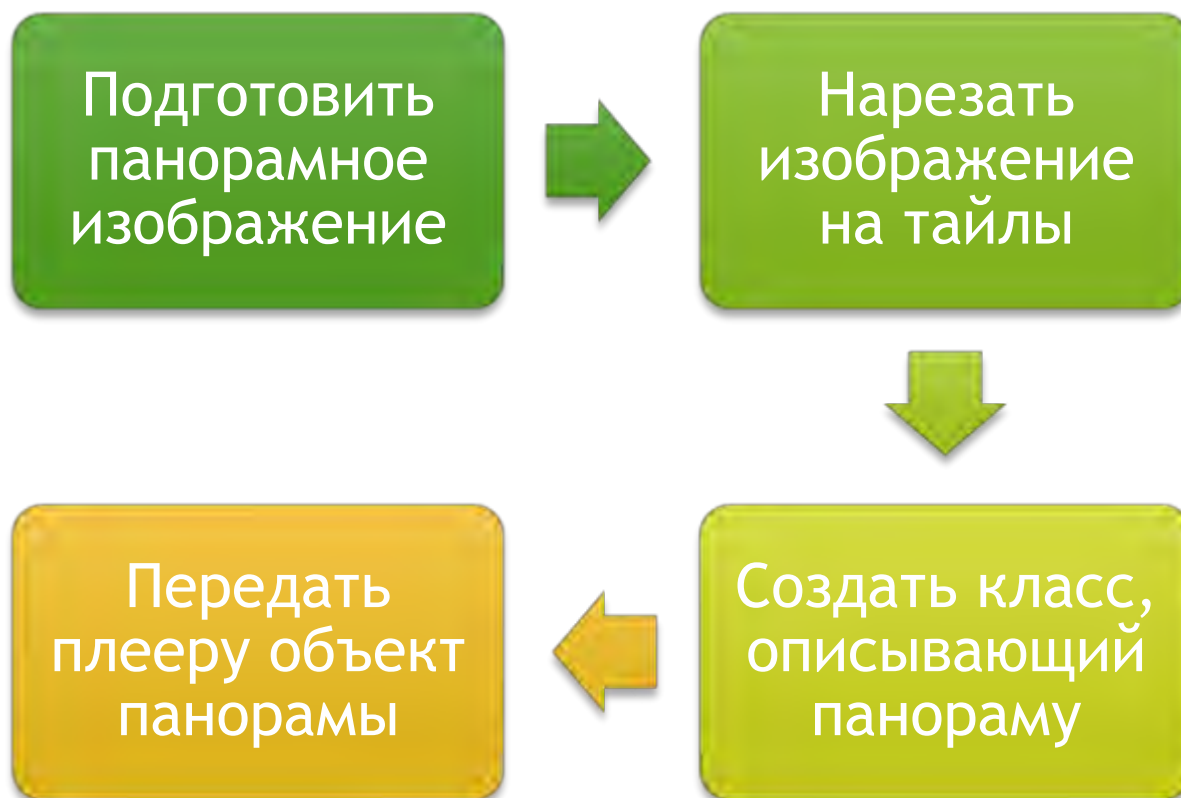 Подготовить
панорамное
изображение
Нарезать
изображение
на тайлы
Создать класс,
описывающий
панораму
Передать
плееру объект
панорамы